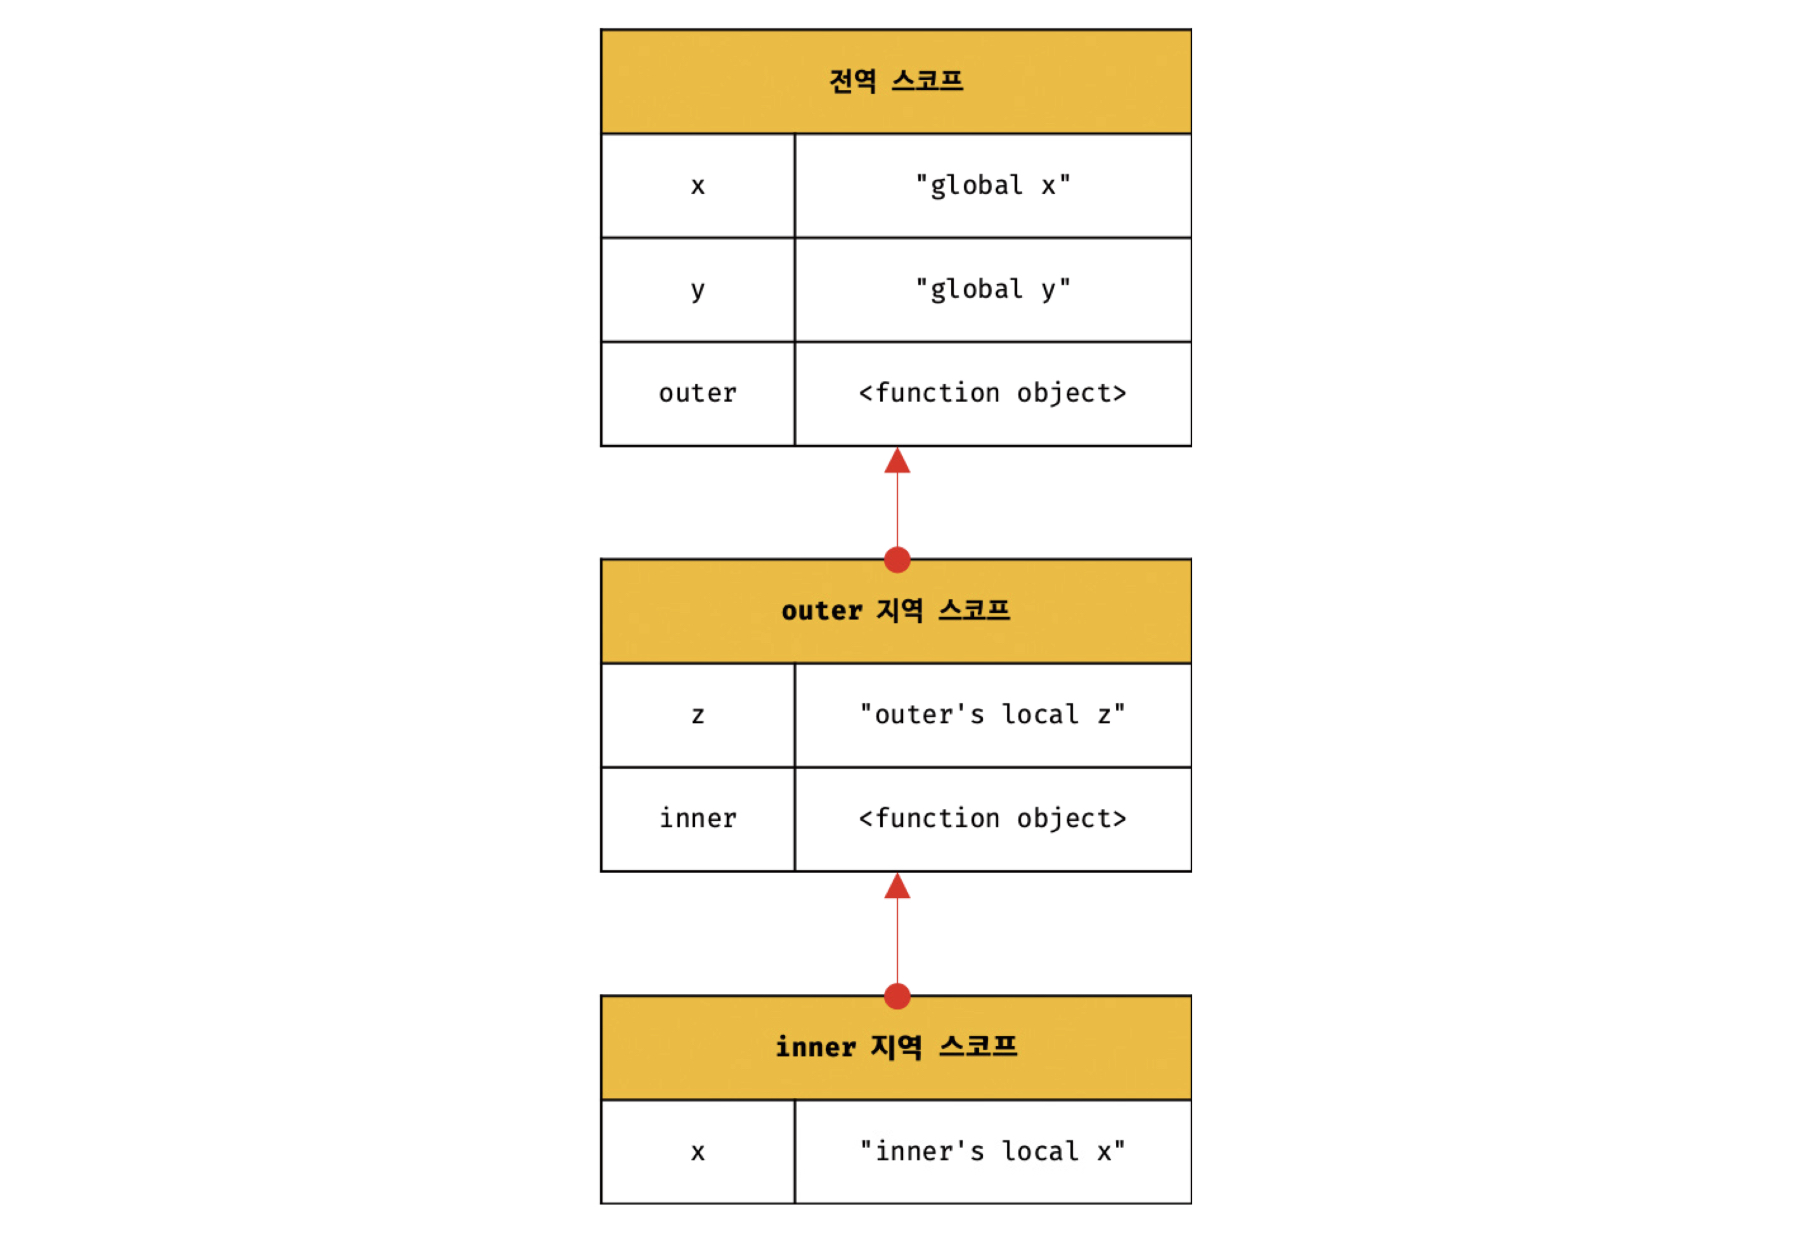 전역 스코프
x "global x"
y "global y"
outer <function object>
outer 지역 스코프
z "outer's local z"
inner <function object>
inner 지역 스코프
x "inner's local x"